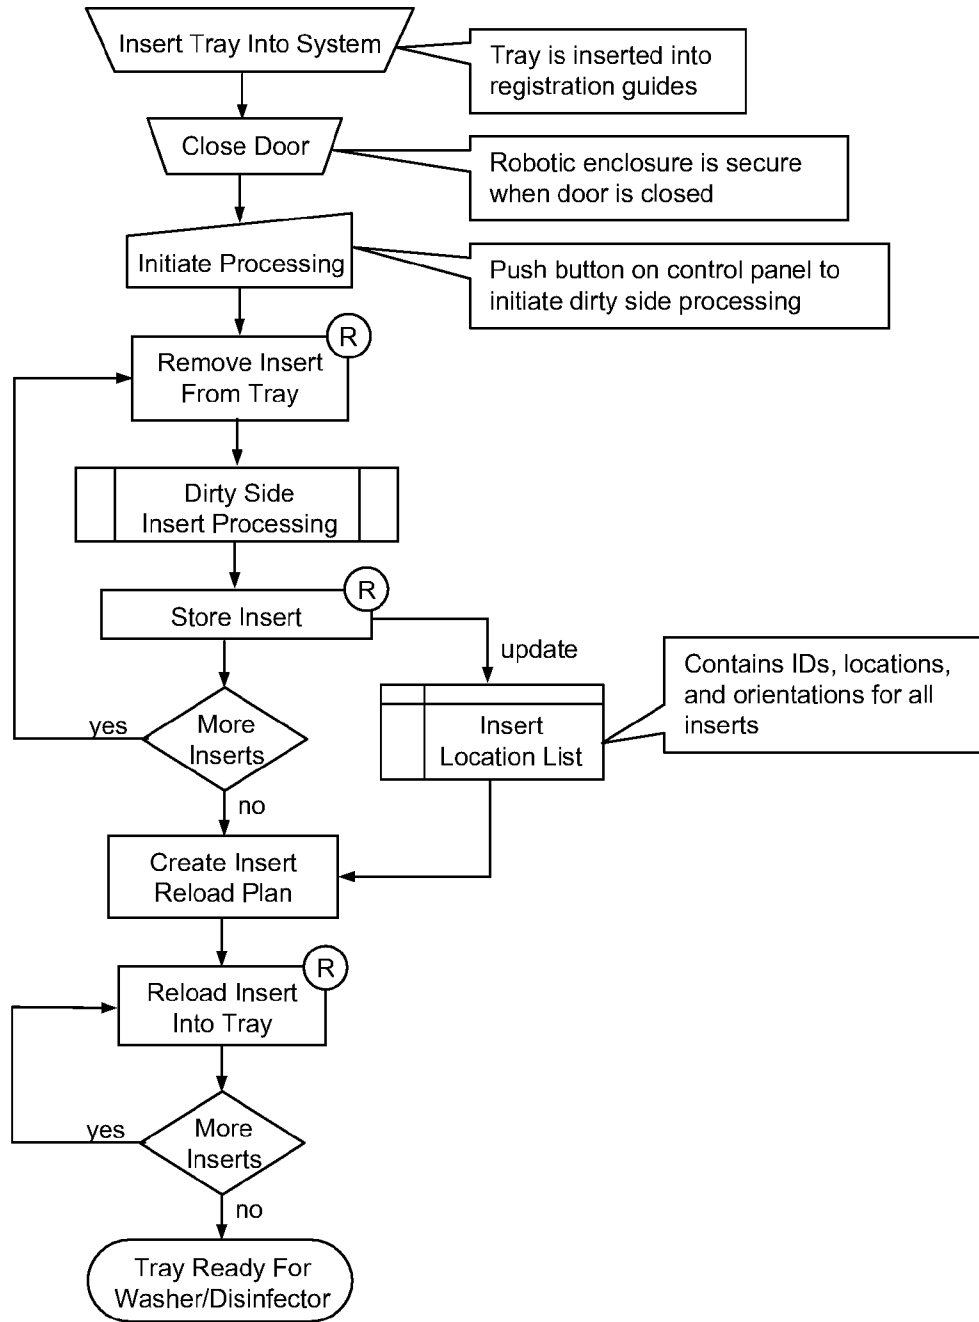 Insert Tray Into System
Tray is inserted into
registration guides
Close Door
Robotic enclosure is secure
when door is closed
Initiate Processing
Push button on control panel to
initiate dirty side processing
R
Remove Insert
From Tray
Dirty Side
Insert Processing
R
Store Insert
update
Contains IDs, locations,
and orientations for all
inserts
Insert
Location List
yes
More
Inserts
no
Create Insert
Reload Plan
R
Reload Insert
Into Tray
yes
More
Inserts
no
Tray Ready For
Washer/Disinfector